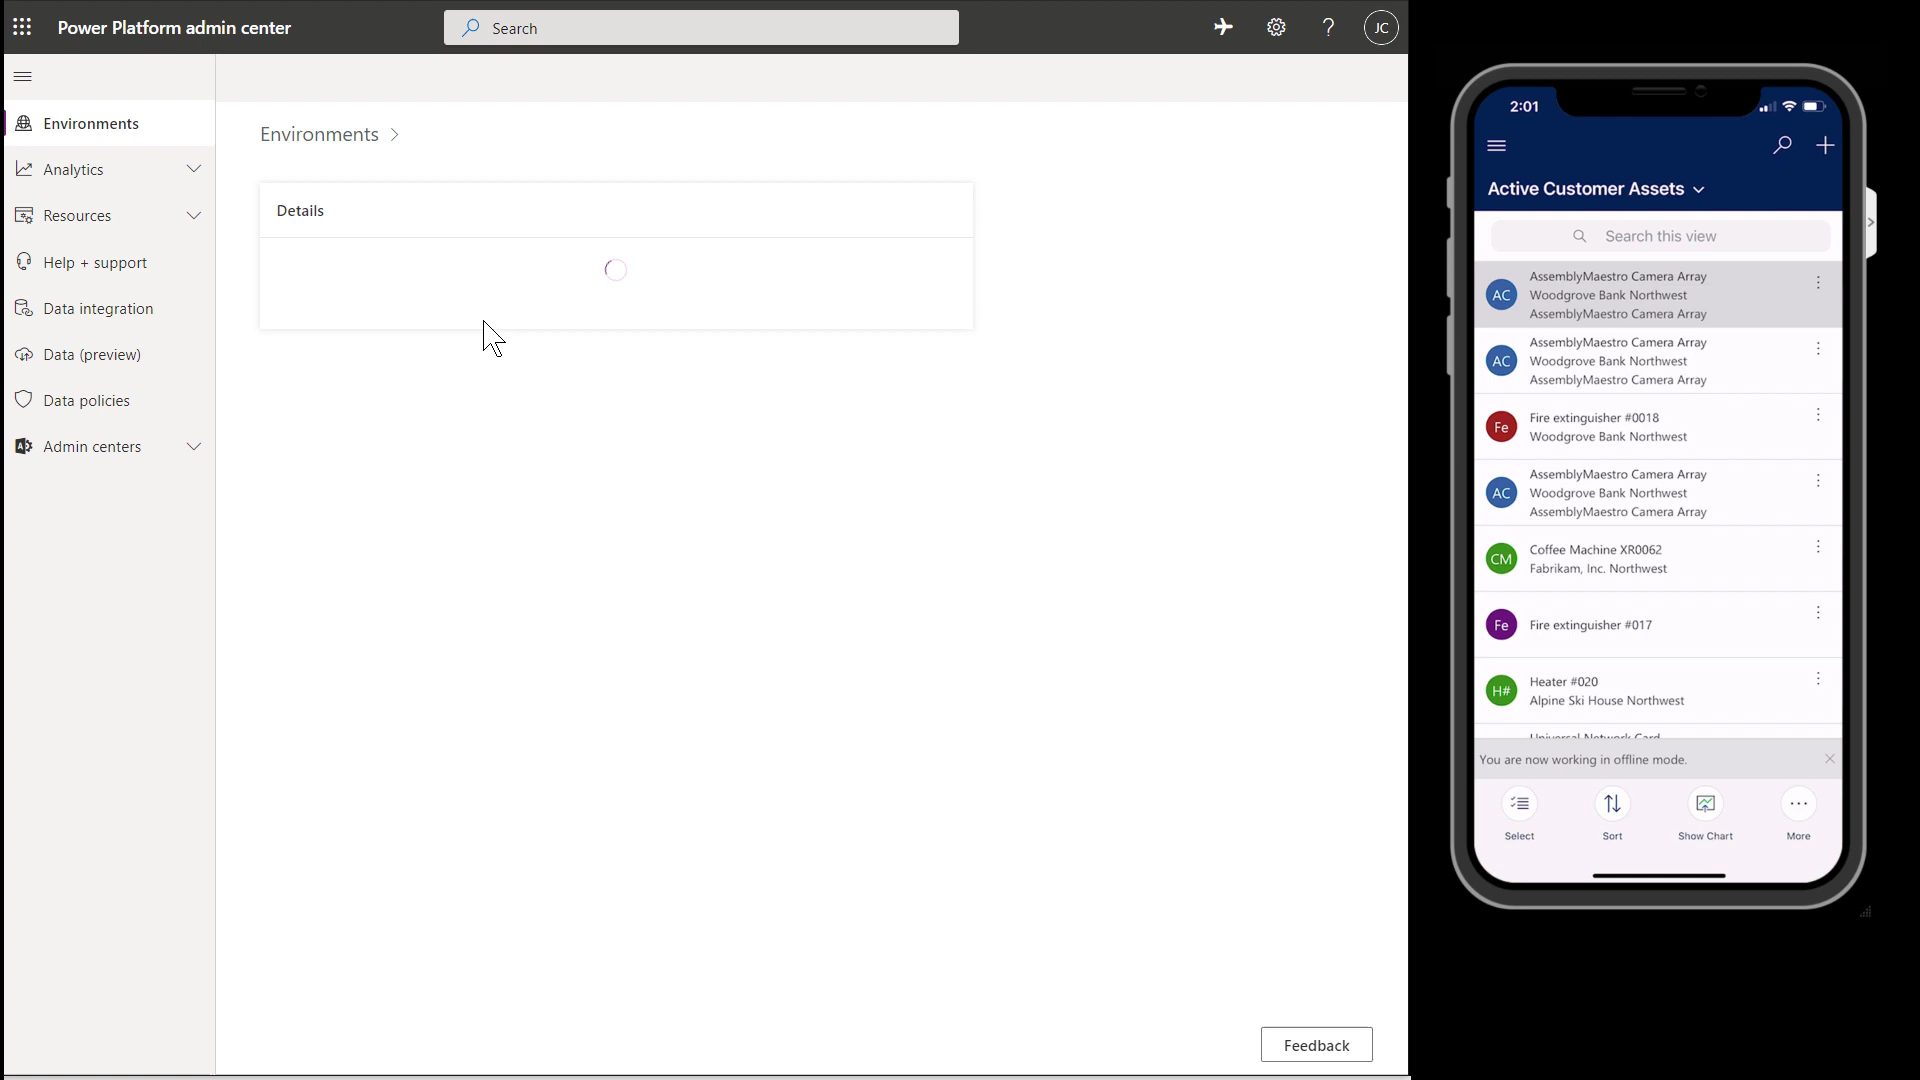 Power Platform admin center
Search
JC
Environments
Analytics
Resources
Help + support
Data integration
Data (preview)
Data policies
Admin centers
Environments
Details
Feedback
2:01
Active Customer Assets
Search this view
AC
AssemblyMaestro Camera Array
Woodgrove Bank Northwest
AssemblyMaestro Camera Array
AC
AssemblyMaestro Camera Array
Woodgrove Bank Northwest
AssemblyMaestro Camera Array
Fe
Fire extinguisher #0018
Woodgrove Bank Northwest
AC
AssemblyMaestro Camera Array
Woodgrove Bank Northwest
AssemblyMaestro Camera Array
CM
Coffee Machine XR0062
Fabrikam, Inc. Northwest
Fe
Fire extinguisher #017
H#
Heater #020
Alpine Ski House Northwest
Universal Network Card
You are now working in offline mode.
Select
Sort
Show Chart
More